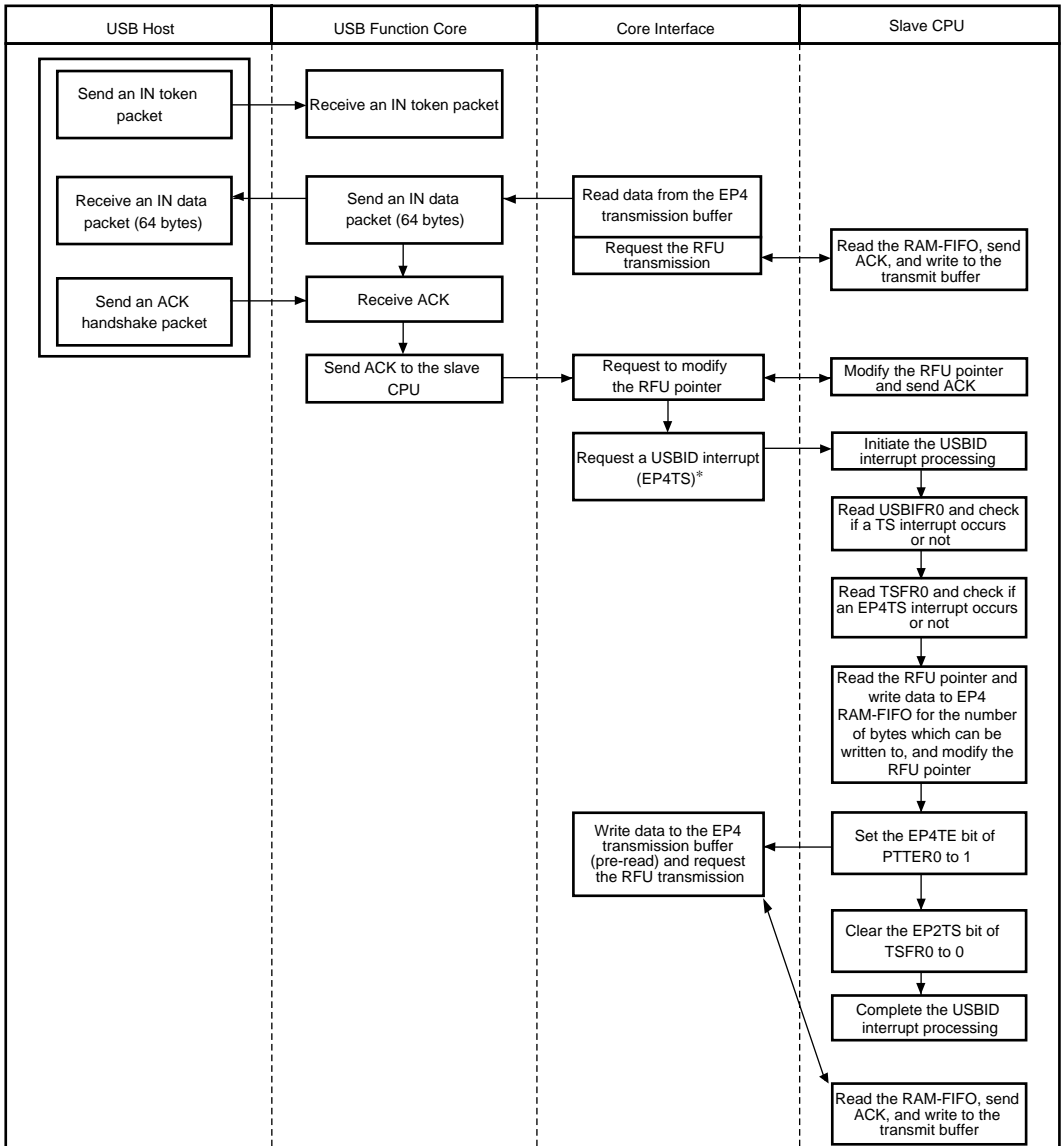 USB Host
USB Function Core
Core Interface
Slave CPU
Send an IN token
packet
Receive an IN token packet
Receive an IN data
packet (64 bytes)
Send an IN data
packet (64 bytes)
Read data from the EP4
transmission buffer
Request the RFU
transmission
Read the RAM-FIFO, send
ACK, and write to the
transmit buffer
Send an ACK
handshake packet
Receive ACK
Send ACK to the slave
CPU
Request to modify
the RFU pointer
Modify the RFU pointer
and send ACK
Request a USBID interrupt
(EP4TS)*
Initiate the USBID
interrupt processing
Read USBIFR0 and check
if a TS interrupt occurs
or not
Read TSFR0 and check if
an EP4TS interrupt occurs
or not
Read the RFU pointer and
write data to EP4
RAM-FIFO for the number
of bytes which can be
written to, and modify the
RFU pointer
Write data to the EP4
transmission buffer
(pre-read) and request
the RFU transmission
Set the EP4TE bit of
PTTER0 to 1
Clear the EP2TS bit of
TSFR0 to 0
Complete the USBID
interrupt processing
Read the RAM-FIFO, send
ACK, and write to the
transmit buffer